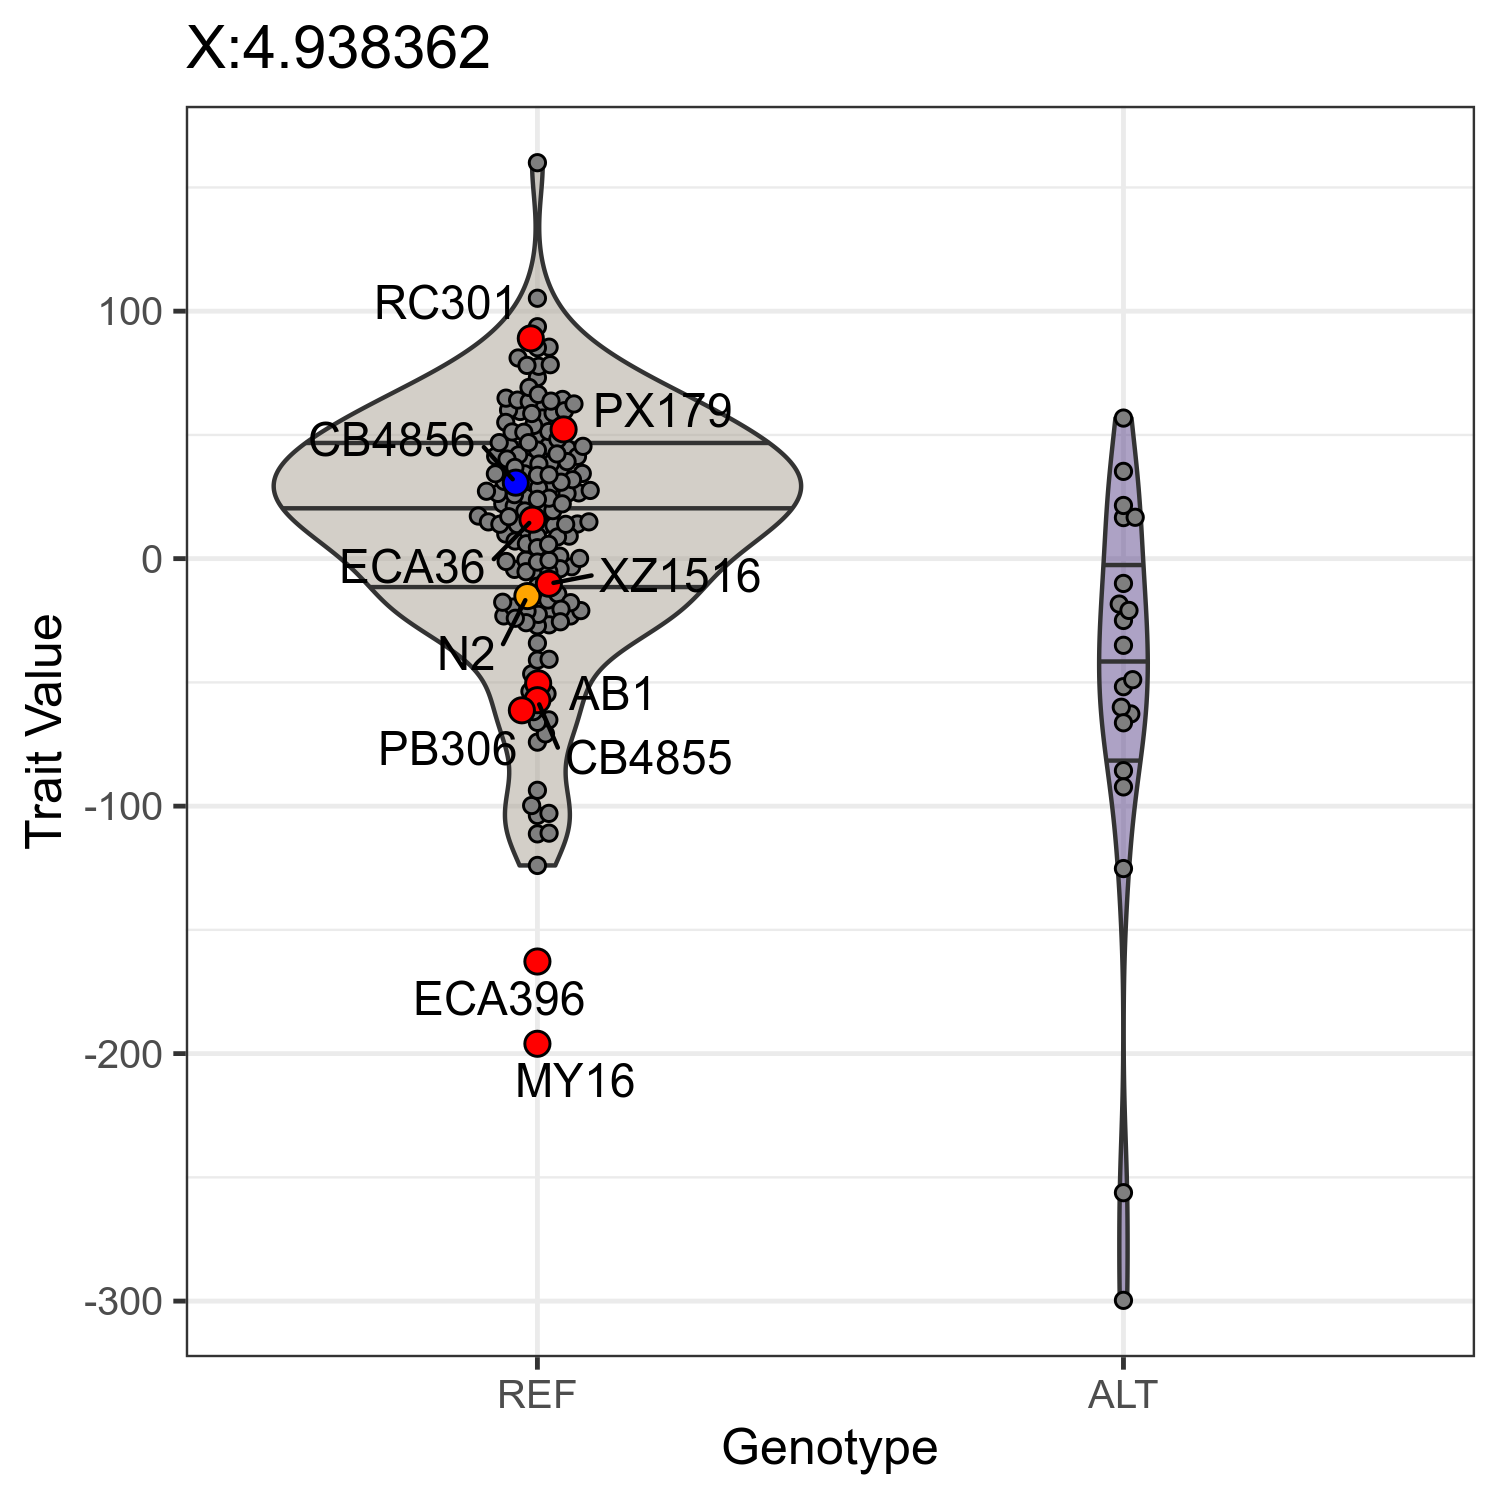 X:4.938362
RC301
PX179
CB4856
ECA36
XZ1516
N2
AB1
PB306
CB4855
ECA396
MY16
100
0
-100
-200
-300
Trait Value
REF
ALT
Genotype